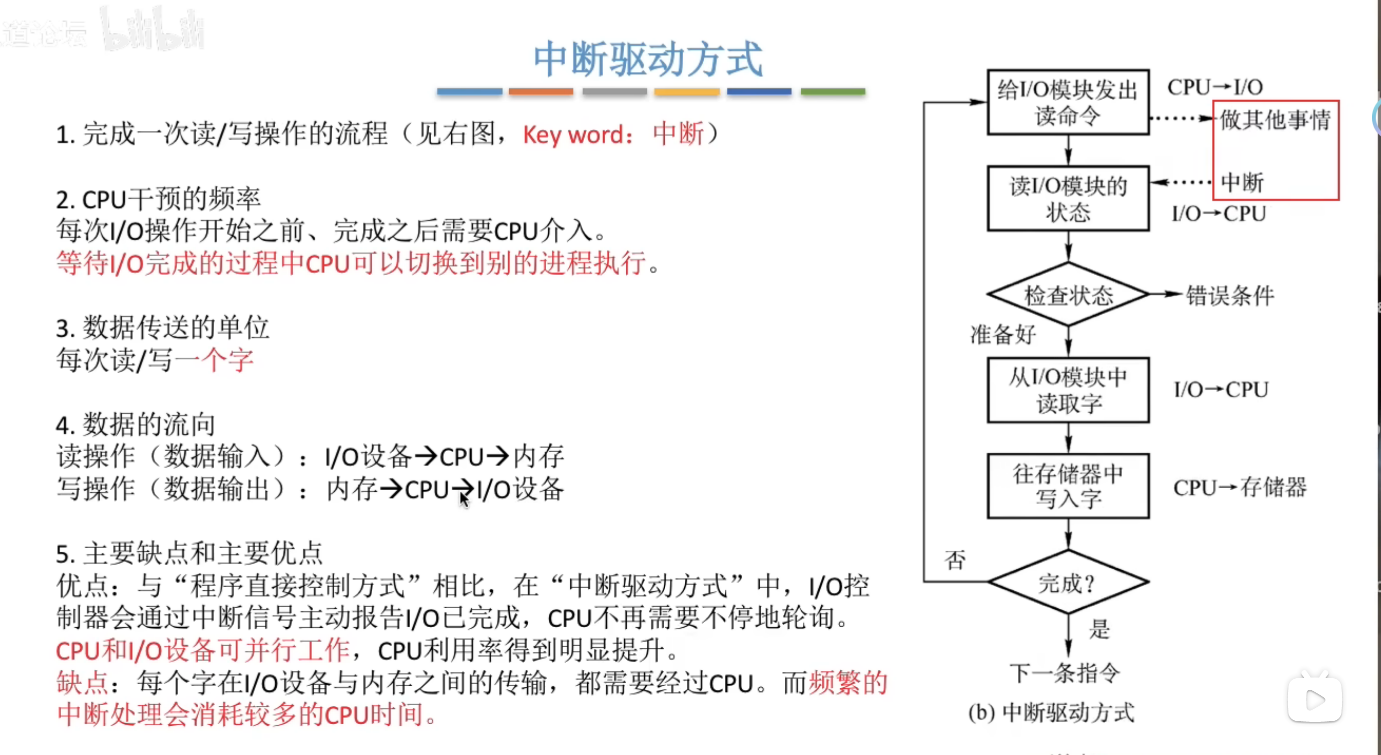 道论坛 bilibili
中断驱动方式
1. 完成一次读/写操作的流程（见右图，Key word：中断）
2. CPU干预的频率
每次I/O操作开始之前、完成之后需要CPU介入。
等待I/O完成的过程中CPU可以切换到别的进程执行。
3. 数据传送的单位
每次读/写一个字
4. 数据的流向
读操作（数据输入）：I/O设备→CPU→内存
写操作（数据输出）：内存→CPU→I/O设备
5. 主要缺点和主要优点
优点：与“程序直接控制方式”相比，在“中断驱动方式”中，I/O控
制器会通过中断信号主动报告I/O已完成，CPU不再需要不停地轮询。
CPU和I/O设备可并行工作，CPU利用率得到明显提升。
缺点：每个字在I/O设备与内存之间的传输，都需要经过CPU。而频繁的
中断处理会消耗较多的CPU时间。
给I/O模块发出
读命令
CPU→I/O
做其他事情
读I/O模块的
状态
中断
I/O→CPU
检查状态
错误条件
准备好
从I/O模块中
读取字
I/O→CPU
往存储器中
写入字
CPU→存储器
否
完成？
是
下一条指令
(b) 中断驱动方式